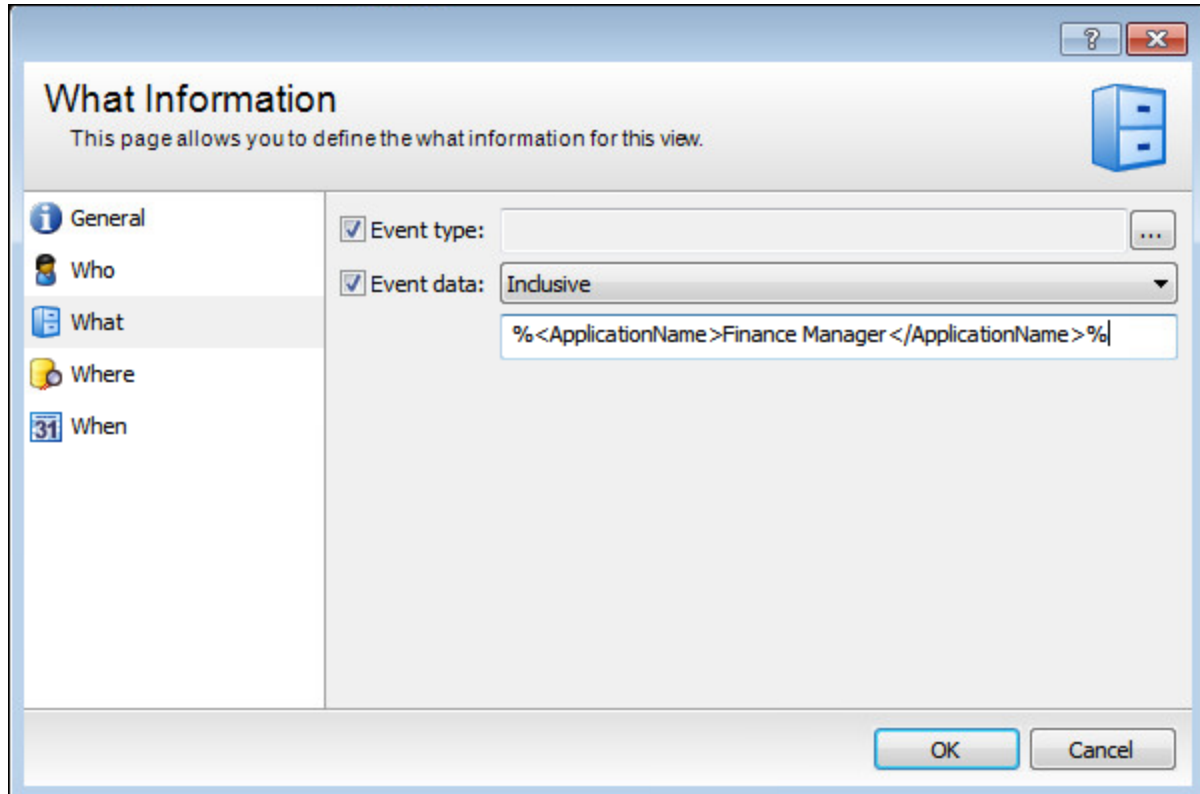 What Information
This page allows you to define the what information for this view.
General
Who
What
Where
31 When
Event type:
...
Event data: Inclusive
%<ApplicationName>Finance Manager</ApplicationName>%
OK Cancel